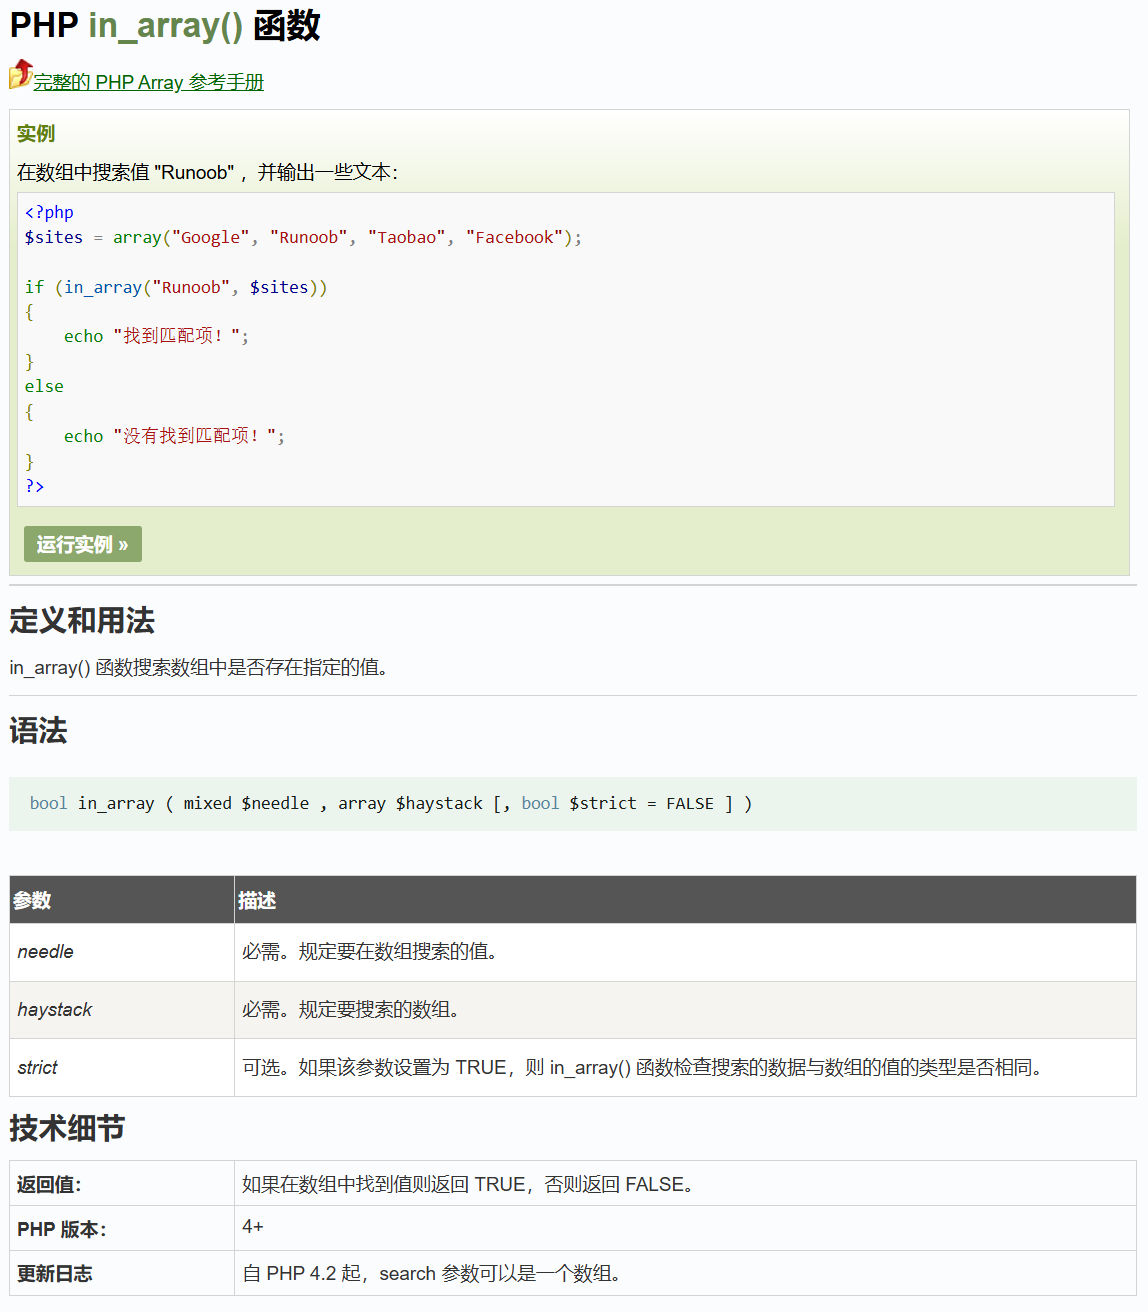 PHP in_array() 函数
完整的 PHP Array 参考手册
实例
在数组中搜索值 "Runoob" ，并输出一些文本：
<?php
$sites = array("Google", "Runoob", "Taobao", "Facebook");
if (in_array("Runoob", $sites))
{
    echo "找到匹配项！";
}
else
{
    echo "没有找到匹配项！";
}
?>
运行实例 »
定义和用法
in_array() 函数搜索数组中是否存在指定的值。
语法
bool in_array ( mixed $needle , array $haystack [, bool $strict = FALSE ] )
参数 描述
needle 必需。规定要在数组搜索的值。
haystack 必需。规定要搜索的数组。
strict 可选。如果该参数设置为 TRUE，则 in_array() 函数检查搜索的数据与数组的值的类型是否相同。
技术细节
返回值： 如果在数组中找到值则返回 TRUE，否则返回 FALSE。
PHP 版本： 4+
更新日志 自 PHP 4.2 起，search 参数可以是一个数组。